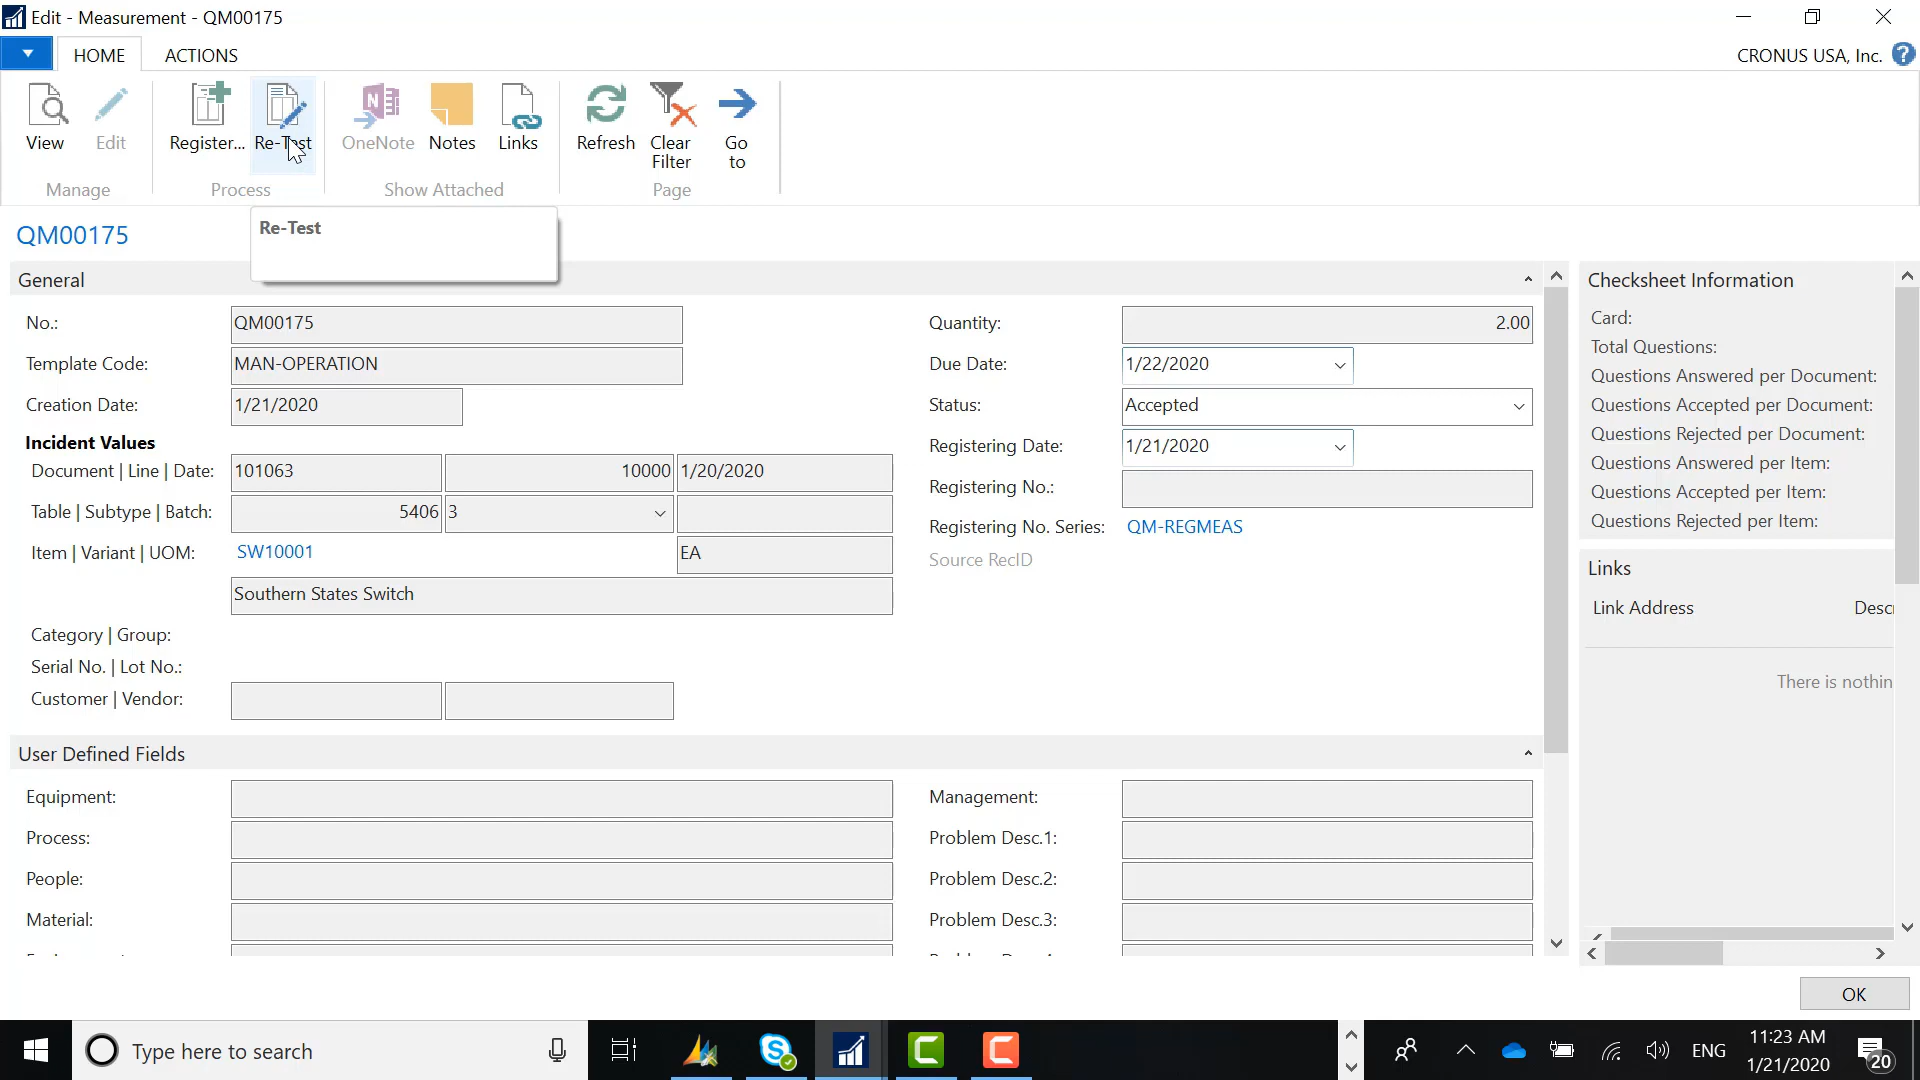 Edit - Measurement - QM00175
HOME ACTIONS
CRONUS USA, Inc. ?
View Edit Register... Re-Test OneNote Notes Links Refresh Clear Filter Go to
Manage Process Show Attached Page
Re-Test
QM00175
General
No.: QM00175
Template Code: MAN-OPERATION
Creation Date: 1/21/2020
Incident Values
Document | Line | Date: 101063 10000 1/20/2020
Table | Subtype | Batch: 5406 3
Item | Variant | UOM: SW10001 EA
Southern States Switch
Category | Group:
Serial No. | Lot No.:
Customer | Vendor:
Quantity: 2.00
Due Date: 1/22/2020
Status: Accepted
Registering Date: 1/21/2020
Registering No.:
Registering No. Series: QM-REGMEAS
Source RecID
User Defined Fields
Equipment:
Process:
People:
Material:
Management:
Problem Desc.1:
Problem Desc.2:
Problem Desc.3:
Checksheet Information
Card:
Total Questions:
Questions Answered per Document:
Questions Accepted per Document:
Questions Rejected per Document:
Questions Answered per Item:
Questions Accepted per Item:
Questions Rejected per Item:
Links
Link Address Descr
There is nothin
OK
Type here to search
ENG
11:23 AM
1/21/2020
20